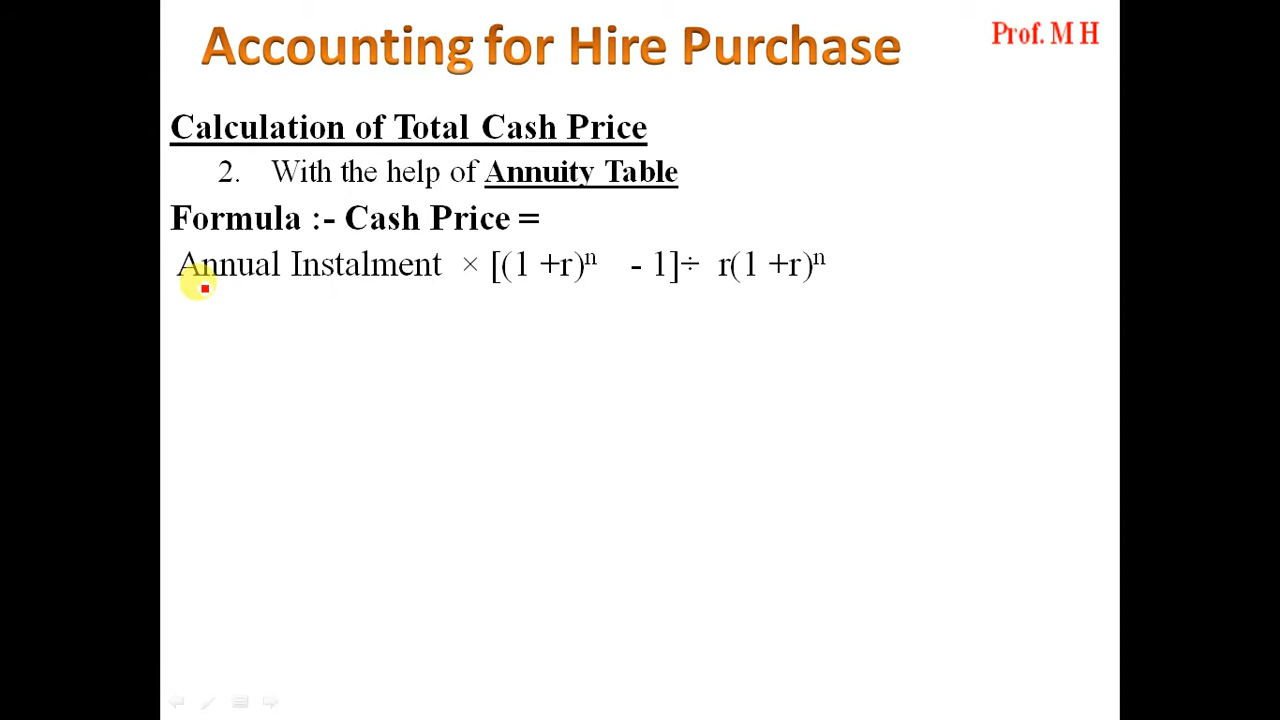 Accounting for Hire Purchase
Prof. M H
Calculation of Total Cash Price
2. With the help of Annuity Table
Formula :- Cash Price =
Annual Instalment × [(1 +r)ⁿ - 1]÷ r(1 +r)ⁿ